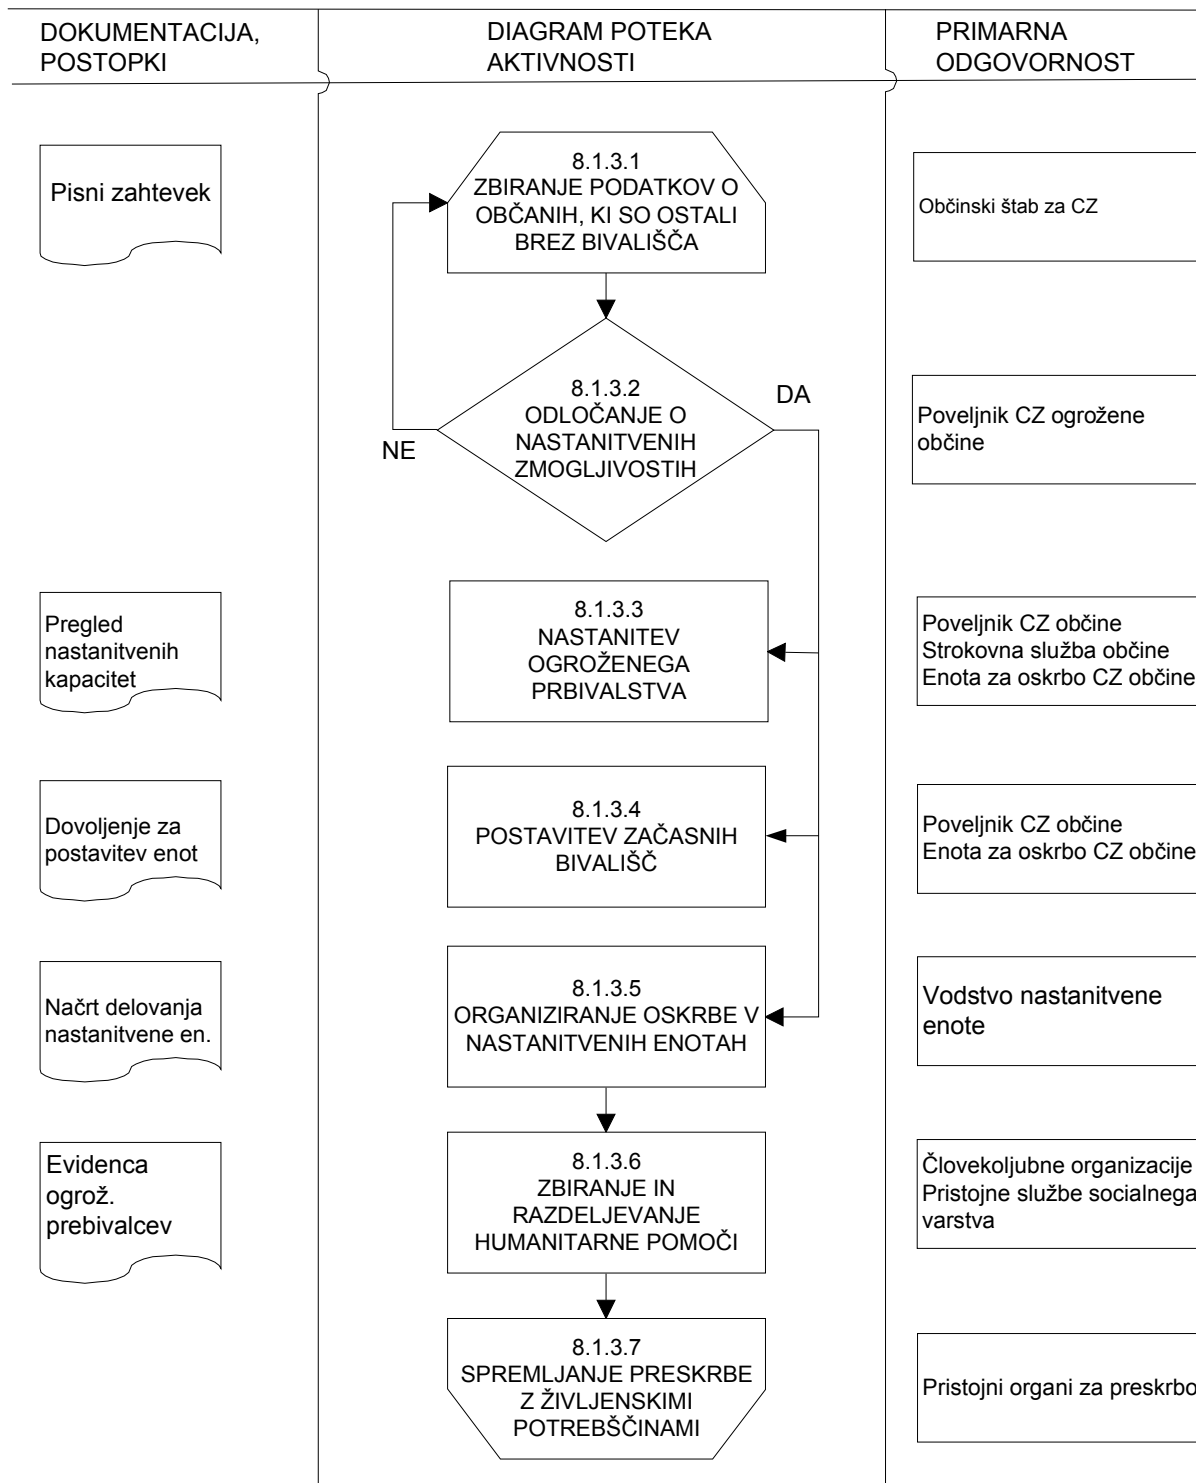 DOKUMENTACIJA,
POSTOPKI
DIAGRAM POTEKA
AKTIVNOSTI
PRIMARNA
ODGOVORNOST
Pisni zahtevek
8.1.3.1
ZBIRANJE PODATKOV O
OBČANIH, KI SO OSTALI
BREZ BIVALIŠČA
Občinski štab za CZ
8.1.3.2
ODLOČANJE O
NASTANITVENIH
ZMOGLJIVOSTIH
NE
DA
Poveljnik CZ ogrožene
občine
Pregled
nastanitvenih
kapacitet
8.1.3.3
NASTANITEV
OGROŽENEGA
PRBIVALSTVA
Poveljnik CZ občine
Strokovna služba občine
Enota za oskrbo CZ občine
Dovoljenje za
postavitev enot
8.1.3.4
POSTAVITEV ZAČASNIH
BIVALIŠČ
Poveljnik CZ občine
Enota za oskrbo CZ občine
Načrt delovanja
nastanitvene en.
8.1.3.5
ORGANIZIRANJE OSKRBE V
NASTANITVENIH ENOTAH
Vodstvo nastanitvene
enote
Evidenca
ogrož.
prebivalcev
8.1.3.6
ZBIRANJE IN
RAZDELJEVANJE
HUMANITARNE POMOČI
Človekoljubne organizacije
Pristojne službe socialnega
varstva
8.1.3.7
SPREMLJANJE PRESKRBE
Z ŽIVLJENSKIMI
POTREBŠČINAMI
Pristojni organi za preskrbo